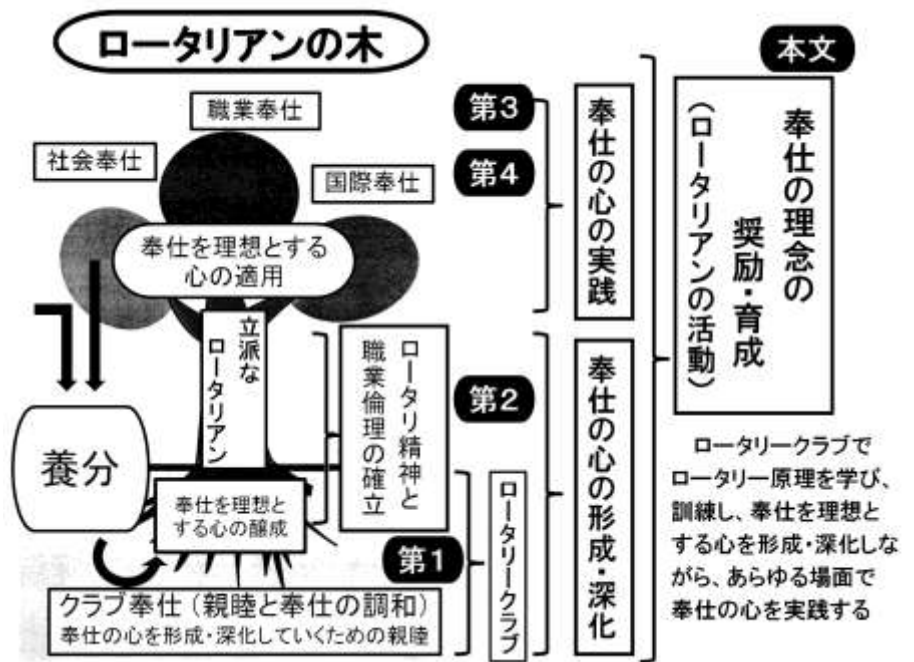 ロータリアンの木
職業奉仕
社会奉仕
国際奉仕
奉仕を理想とする
心の適用
立派な
ロータリアン
養分
奉仕を理想と
する心の醸成
ロータリ精神と
職業倫理の確立
クラブ奉仕(親睦と奉仕の調和)
奉仕の心を形成・深化していくための親睦
第1
ロータリークラブ
第2
第3
第4
奉仕の心の実践
奉仕の心の形成・深化
本文
奉仕の理念の
奨励・育成
(ロータリアンの活動)
ロータリークラブで
ロータリー原理を学び、
訓練し、奉仕を理想と
する心を形成・深化しな
がら、あらゆる場面で
奉仕の心を実践する